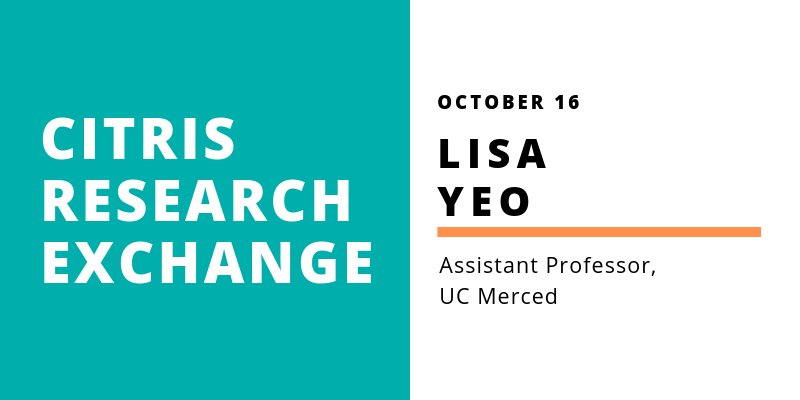 CITRIS
RESEARCH
EXCHANGE
OCTOBER 16
LISA
YEO
Assistant Professor,
UC Merced